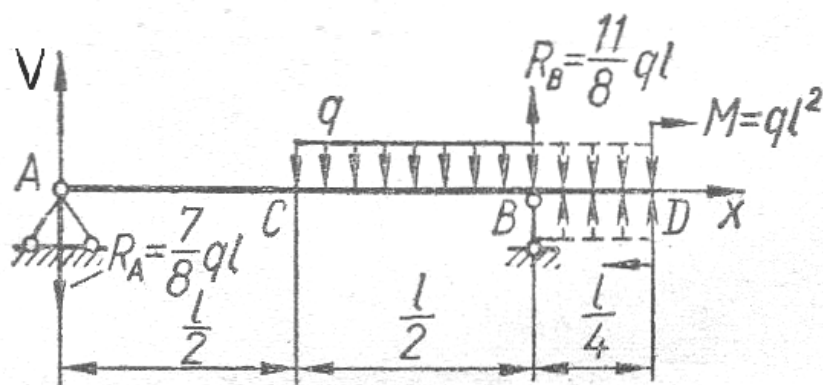 V
R_B = 11/8 ql
q
M = ql²
A
C
B
D
x
R_A = 7/8 ql
l/2
l/2
l/4